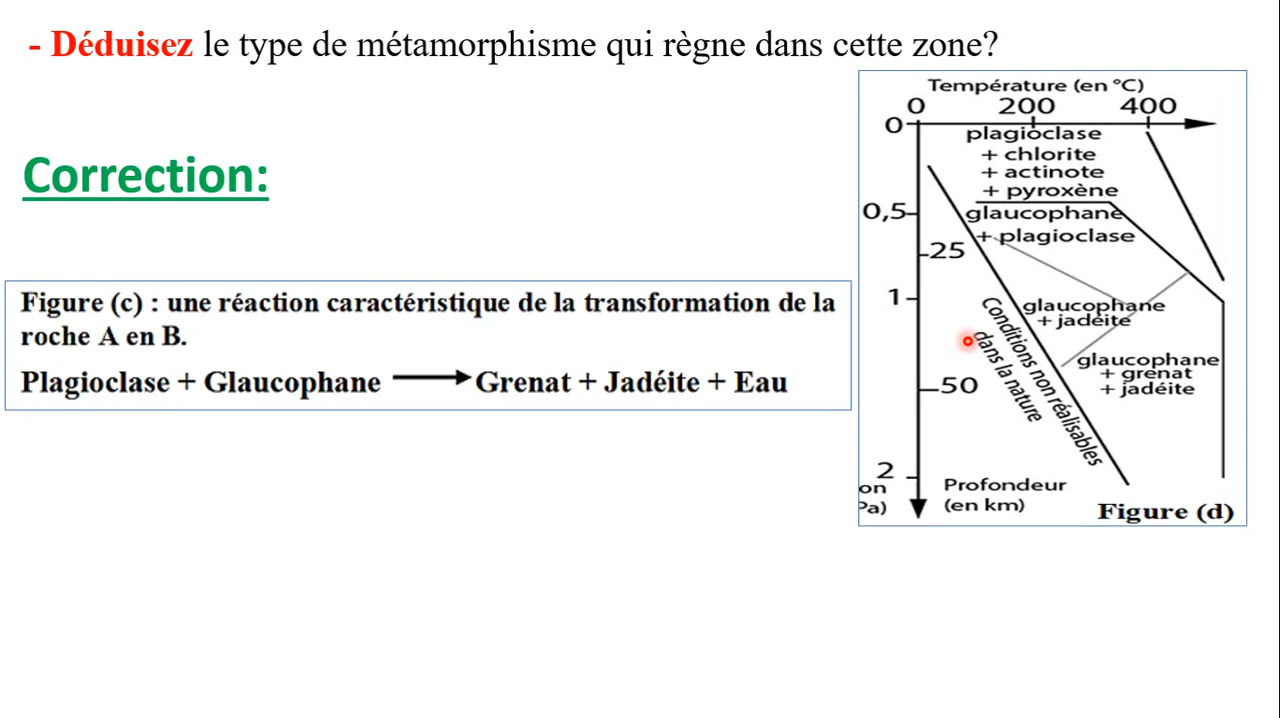 - Déduisez le type de métamorphisme qui règne dans cette zone?
Correction:
Figure (c) : une réaction caractéristique de la transformation de la
roche A en B.
Plagioclase + Glaucophane ⟶ Grenat + Jadéite + Eau
Température (en °C)
0 200 400
0
plagioclase
+ chlorite
+ actinote
+ pyroxène
0,5
glaucophane
+ plagioclase
25
1
glaucophane
+ jadéite
Conditions non réalisables
dans la nature
glaucophane
+ grenat
+ jadéite
50
2
on
Pa)
Profondeur
(en km)
Figure (d)